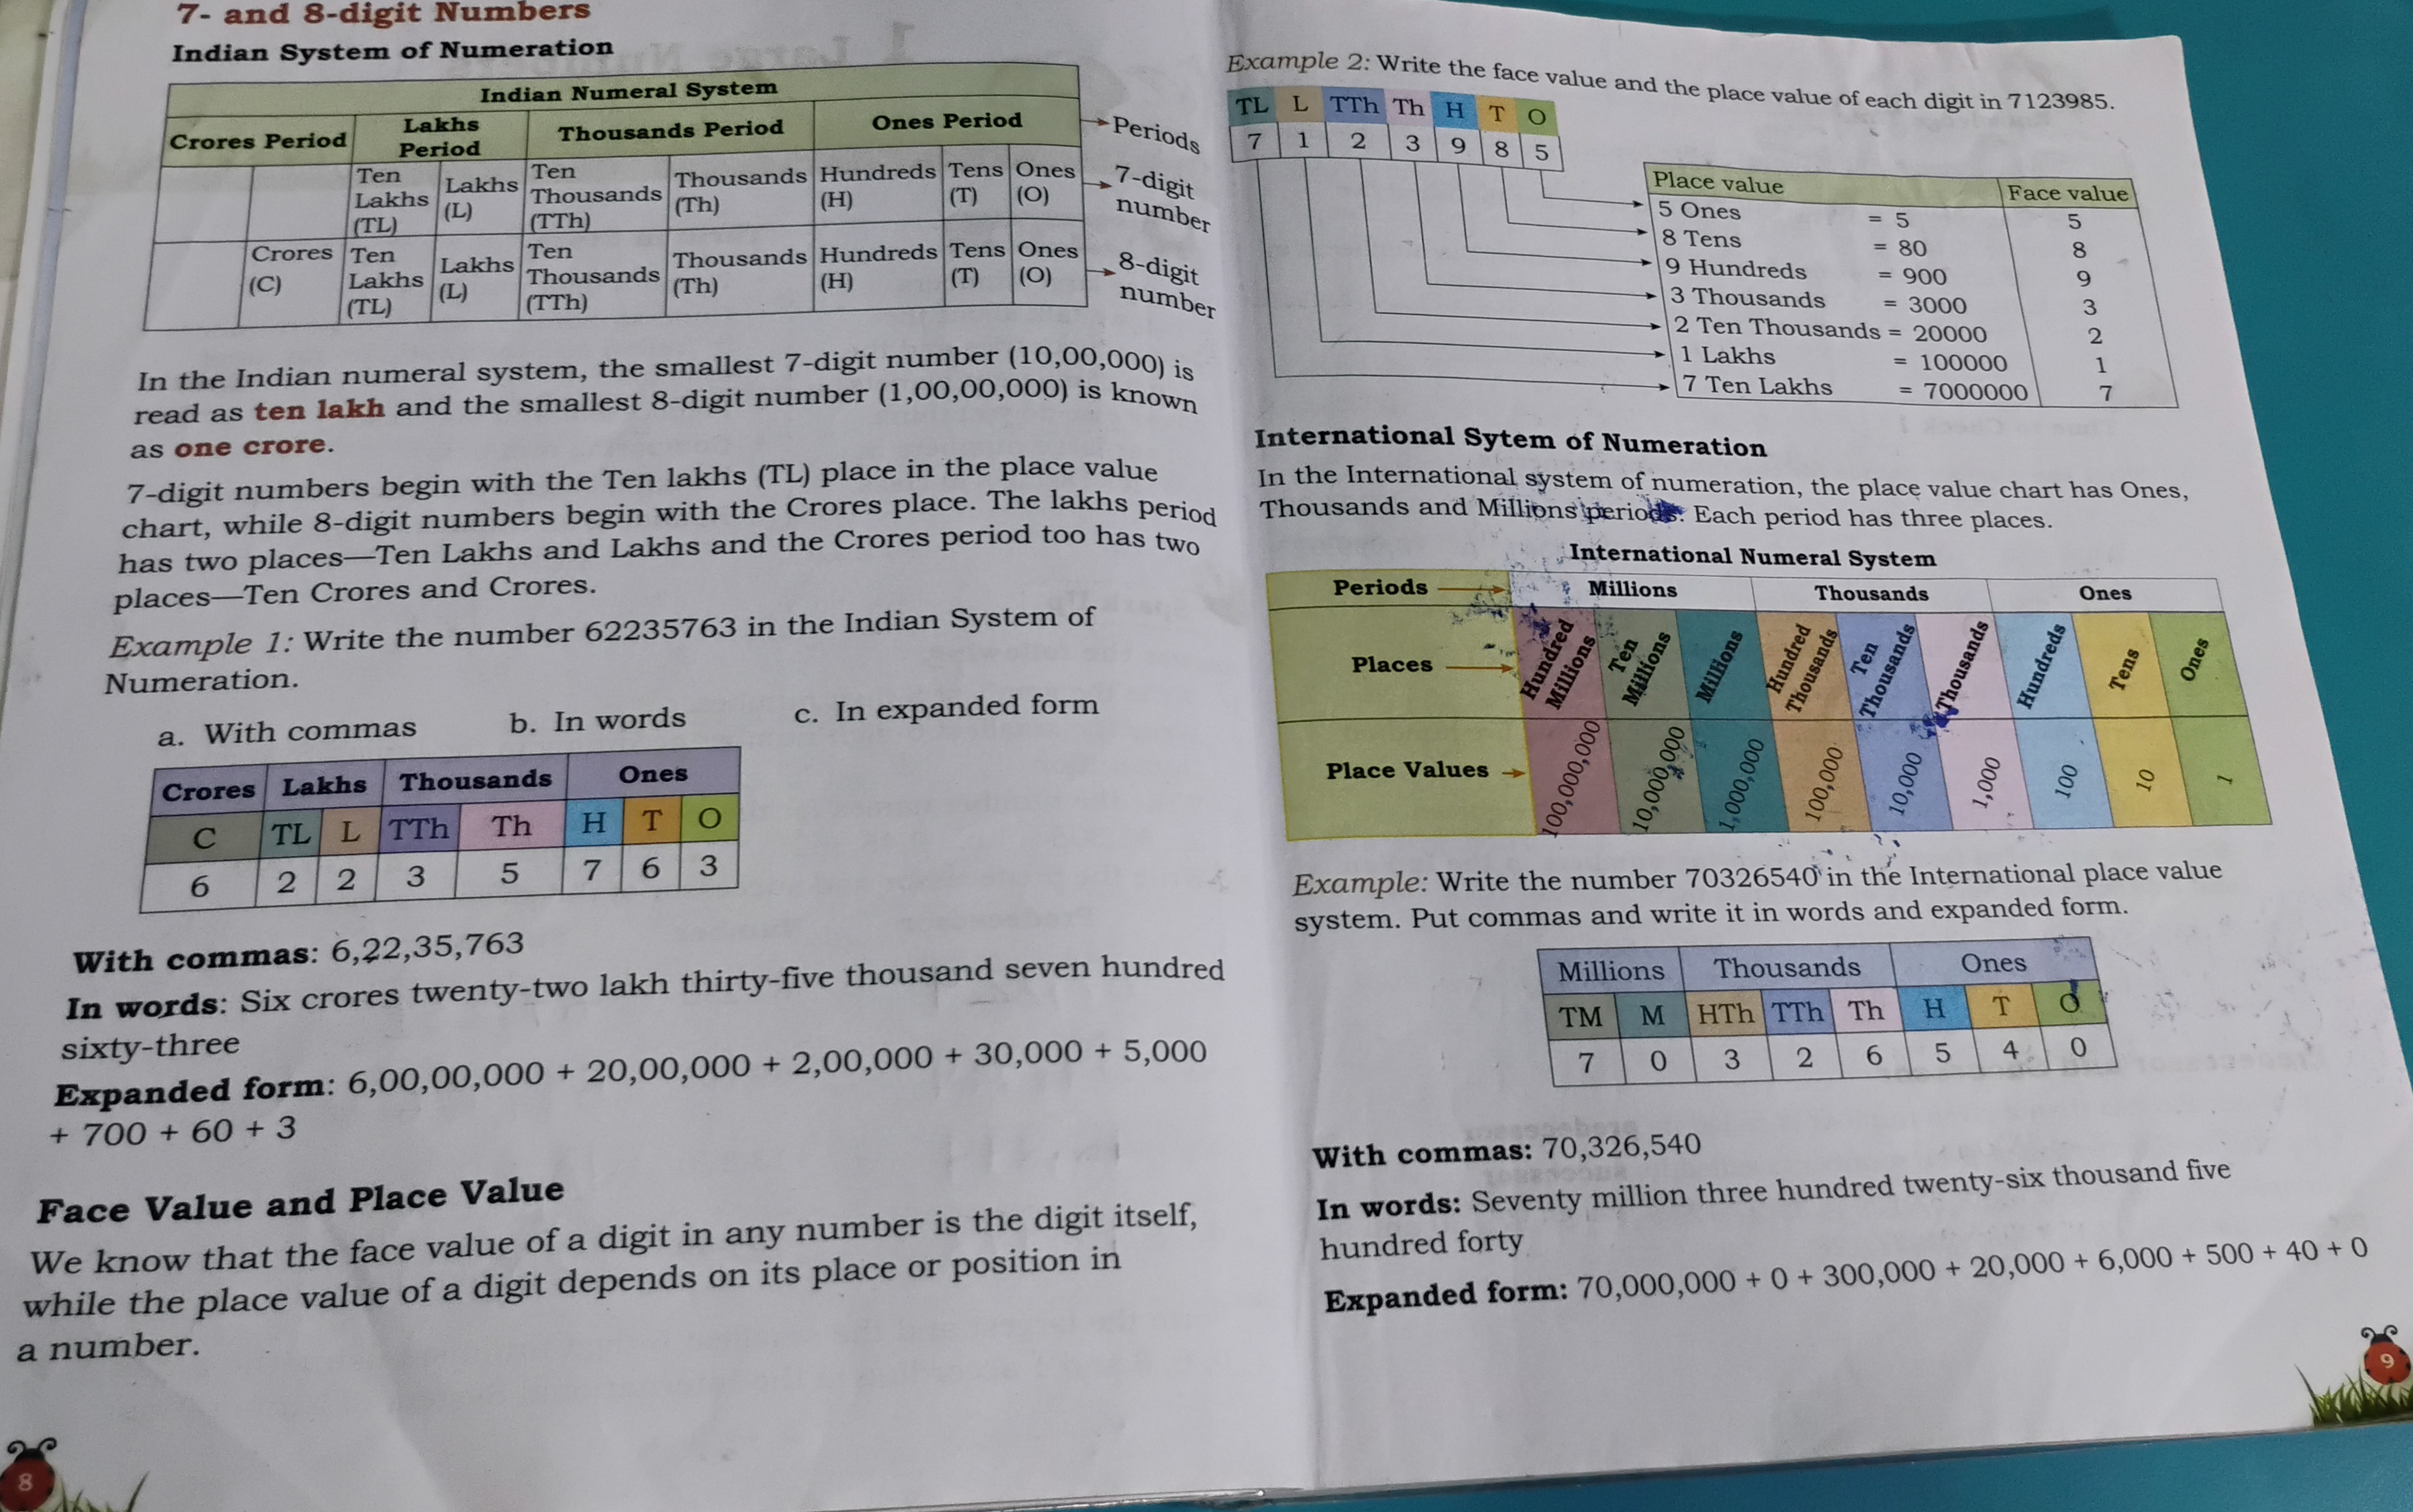 7- and 8-digit Numbers
Indian System of Numeration
Indian Numeral System
Crores Period Lakhs Period Thousands Period Ones Period Periods
Ten Lakhs (TL) Lakhs (L) Ten Thousands (TTh) Thousands (Th) Hundreds (H) Tens (T) Ones (O) 7-digit number
Crores (C) Ten Lakhs (TL) Lakhs (L) Ten Thousands (TTh) Thousands (Th) Hundreds (H) Tens (T) Ones (O) 8-digit number
In the Indian numeral system, the smallest 7-digit number (10,00,000) is
read as ten lakh and the smallest 8-digit number (1,00,00,000) is known
as one crore.
7-digit numbers begin with the Ten lakhs (TL) place in the place value
chart, while 8-digit numbers begin with the Crores place. The lakhs period
has two places—Ten Lakhs and Lakhs and the Crores period too has two
places—Ten Crores and Crores.
Example 1: Write the number 62235763 in the Indian System of
Numeration.
a. With commas b. In words c. In expanded form
Crores Lakhs Thousands Ones
C TL L TTh Th H T O
6 2 2 3 5 7 6 3
With commas: 6,22,35,763
In words: Six crores twenty-two lakh thirty-five thousand seven hundred
sixty-three
Expanded form: 6,00,00,000 + 20,00,000 + 2,00,000 + 30,000 + 5,000
+ 700 + 60 + 3
Face Value and Place Value
We know that the face value of a digit in any number is the digit itself,
while the place value of a digit depends on its place or position in
a number.
8
Example 2: Write the face value and the place value of each digit in 7123985.
TL L TTh Th H T O
7 1 2 3 9 8 5
Place value Face value
5 Ones = 5 5
8 Tens = 80 8
9 Hundreds = 900 9
3 Thousands = 3000 3
2 Ten Thousands = 20000 2
1 Lakhs = 100000 1
7 Ten Lakhs = 7000000 7
International Sytem of Numeration
In the International system of numeration, the place value chart has Ones,
Thousands and Millions periods. Each period has three places.
International Numeral System
Periods Millions Thousands Ones
Places Hundred Millions Ten Millions Millions Hundred Thousands Ten Thousands Thousands Hundreds Tens Ones
Place Values 100,000,000 10,000,000 1,000,000 100,000 10,000 1,000 100 10 1
Example: Write the number 70326540 in the International place value
system. Put commas and write it in words and expanded form.
Millions Thousands Ones
TM M HTh TTh Th H T O
7 0 3 2 6 5 4 0
With commas: 70,326,540
In words: Seventy million three hundred twenty-six thousand five
hundred forty
Expanded form: 70,000,000 + 0 + 300,000 + 20,000 + 6,000 + 500 + 40 + 0
9